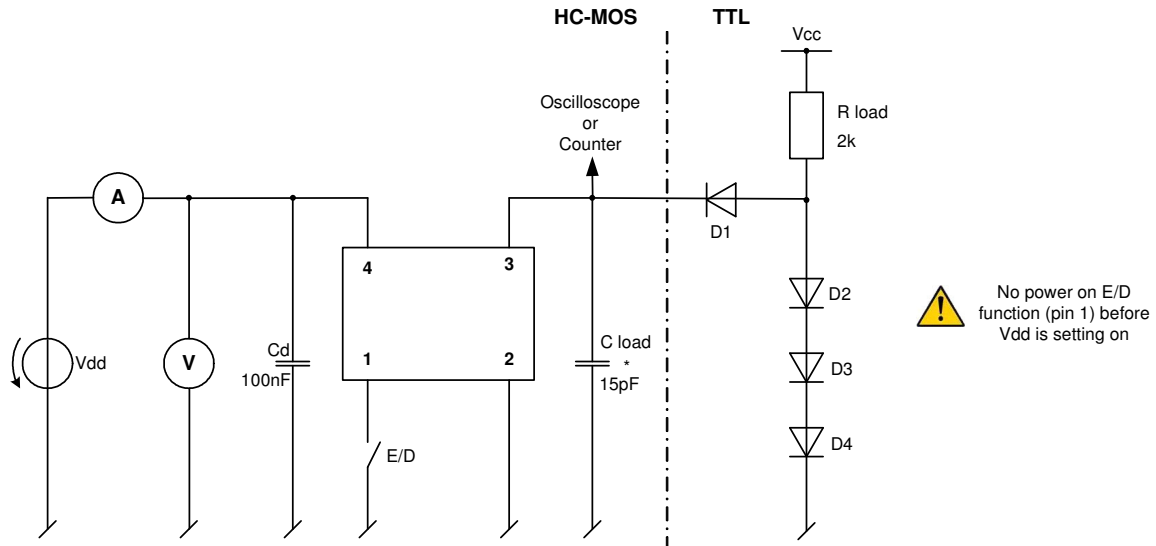 HC-MOS
TTL
Vcc
Oscilloscope
or
Counter
R load
2k
A
D1
4
3
D2
No power on E/D
function (pin 1) before
Vdd is setting on
Vdd
V
Cd
100nF
1
2
C load
*
15pF
D3
E/D
D4